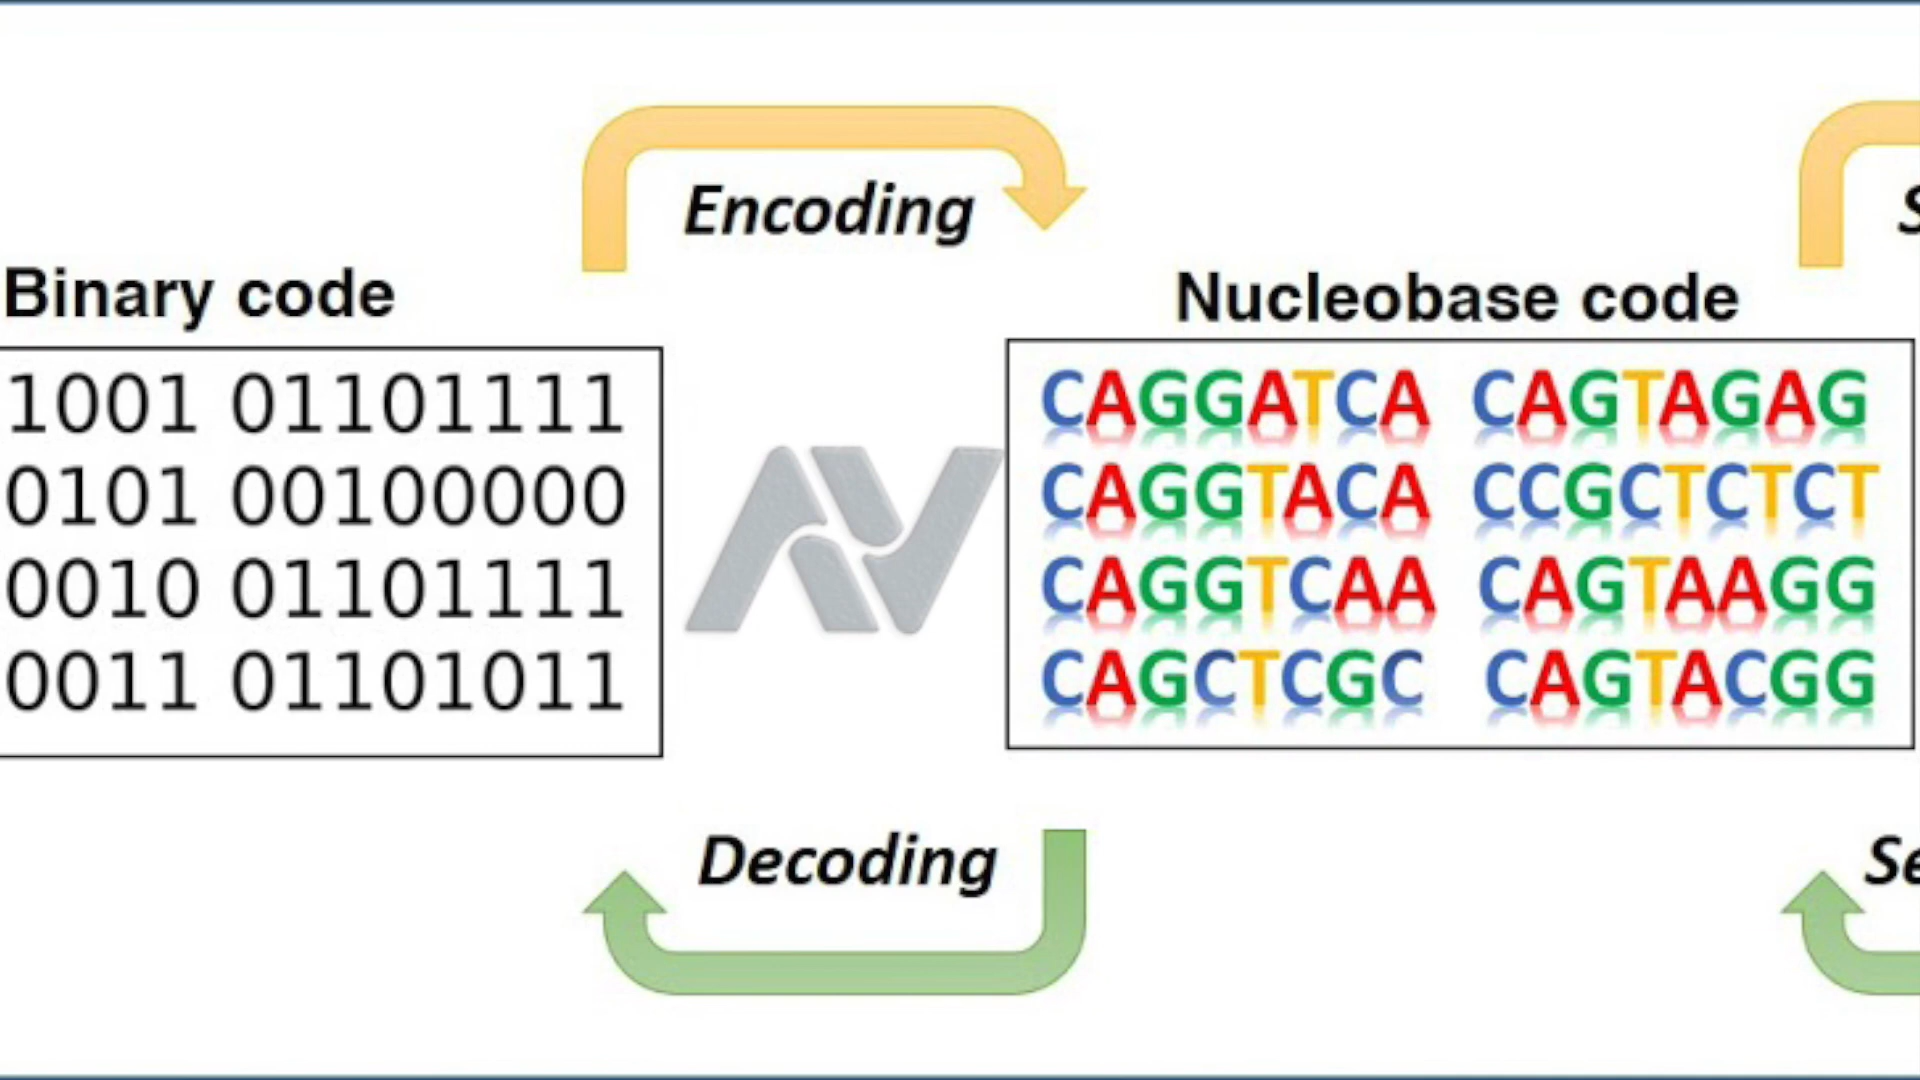 Encoding
S
Binary code
Nucleobase code
1001 01101111
0101 00100000
0010 01101111
0011 01101011
CAGGATCA CAGTAGAG
CAGGTACA CCGCTCTCT
CAGGTCAA CAGTAAGG
CAGCTCGC CAGTACGG
Decoding
Se